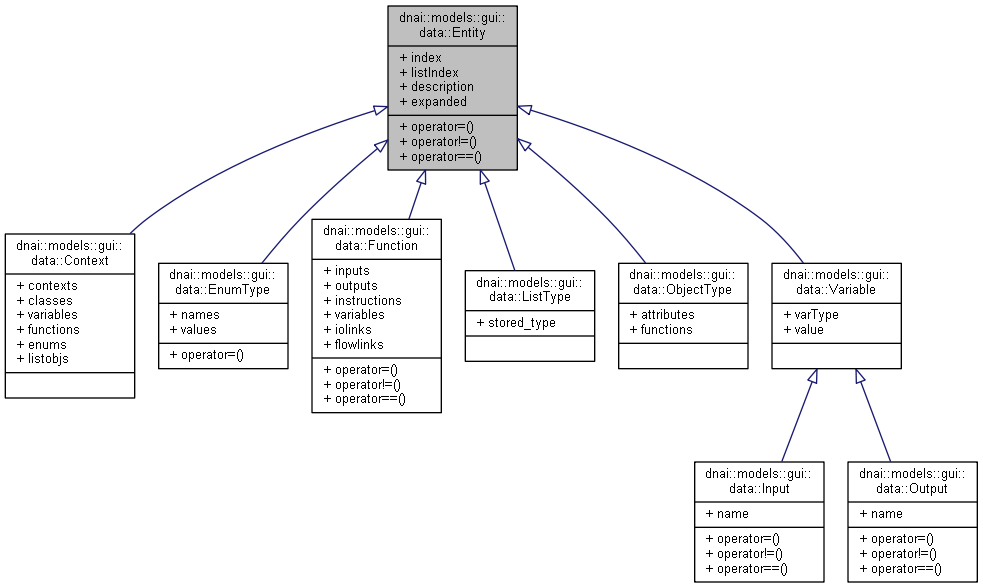 dnai::models::gui::
data::Entity
+ index
+ listIndex
+ description
+ expanded
+ operator=()
+ operator!=()
+ operator==()
dnai::models::gui::
data::Context
+ contexts
+ classes
+ variables
+ functions
+ enums
+ listobjs
dnai::models::gui::
data::EnumType
+ names
+ values
+ operator=()
dnai::models::gui::
data::Function
+ inputs
+ outputs
+ instructions
+ variables
+ iolinks
+ flowlinks
+ operator=()
+ operator!=()
+ operator==()
dnai::models::gui::
data::ListType
+ stored_type
dnai::models::gui::
data::ObjectType
+ attributes
+ functions
dnai::models::gui::
data::Variable
+ varType
+ value
dnai::models::gui::
data::Input
+ name
+ operator=()
+ operator!=()
+ operator==()
dnai::models::gui::
data::Output
+ name
+ operator=()
+ operator!=()
+ operator==()